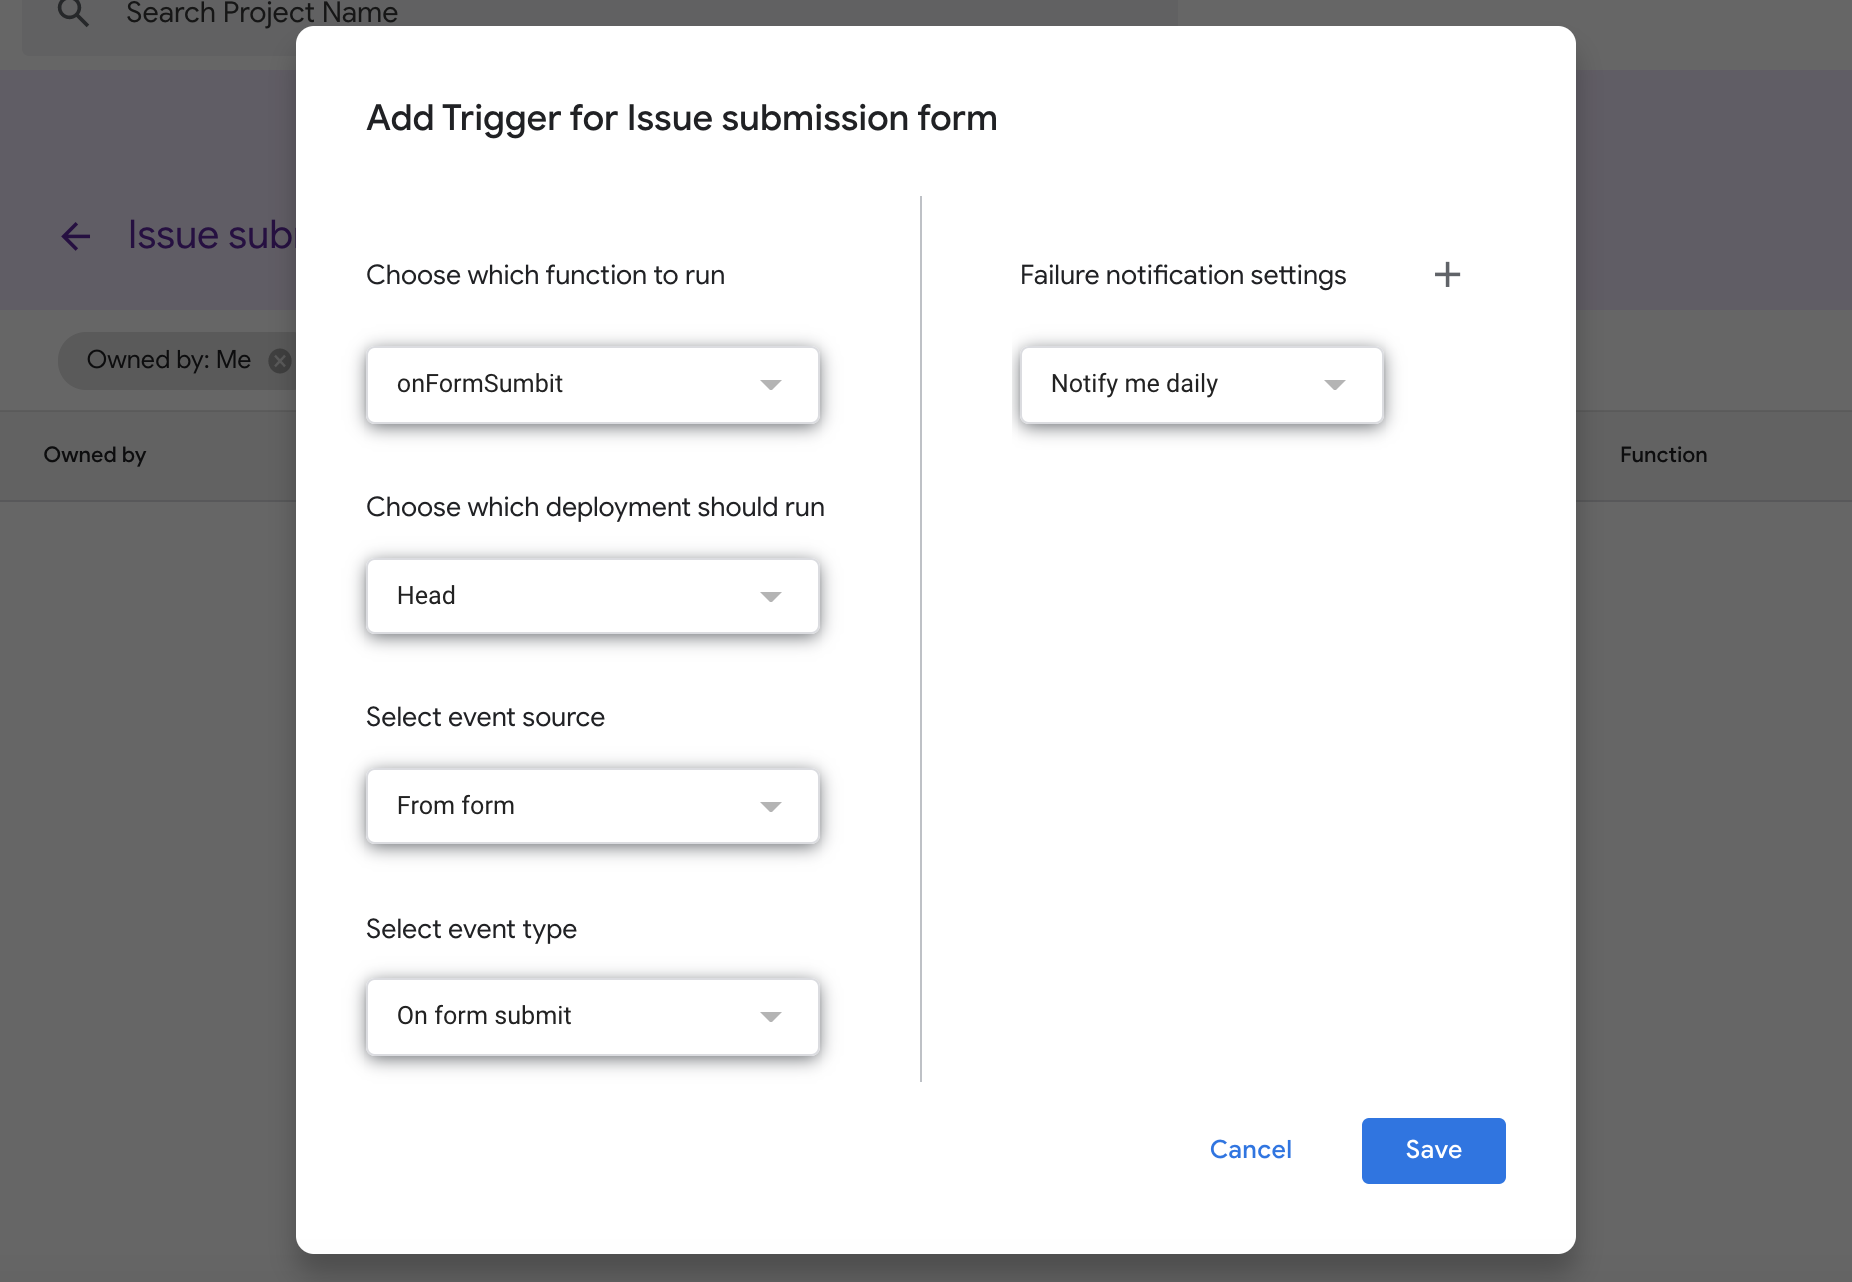 Search Project Name
Add Trigger for Issue submission form
Issue sub
Choose which function to run
Failure notification settings
onFormSumbit
Notify me daily
Owned by: Me
Owned by
Function
Choose which deployment should run
Head
Select event source
From form
Select event type
On form submit
Cancel
Save